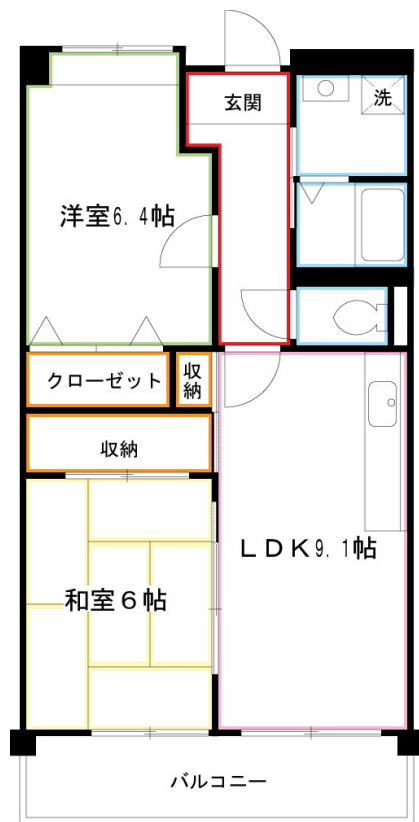 玄関
洗
洋室6.4帖
クローゼット
収納
収納
LDK9.1帖
和室6帖
バルコニー